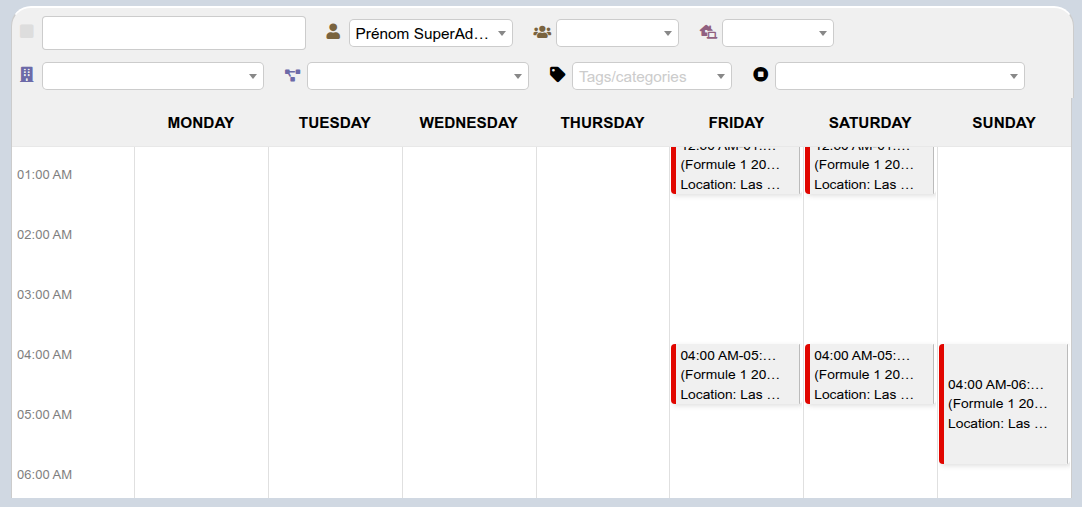 Prénom SuperAd...
Tags/categories
MONDAY TUESDAY WEDNESDAY THURSDAY FRIDAY SATURDAY SUNDAY
01:00 AM
(Formule 1 20...
Location: Las ...
(Formule 1 20...
Location: Las ...
02:00 AM
03:00 AM
04:00 AM
04:00 AM-05:...
(Formule 1 20...
Location: Las ...
04:00 AM-05:...
(Formule 1 20...
Location: Las ...
04:00 AM-06:...
(Formule 1 20...
Location: Las ...
05:00 AM
06:00 AM